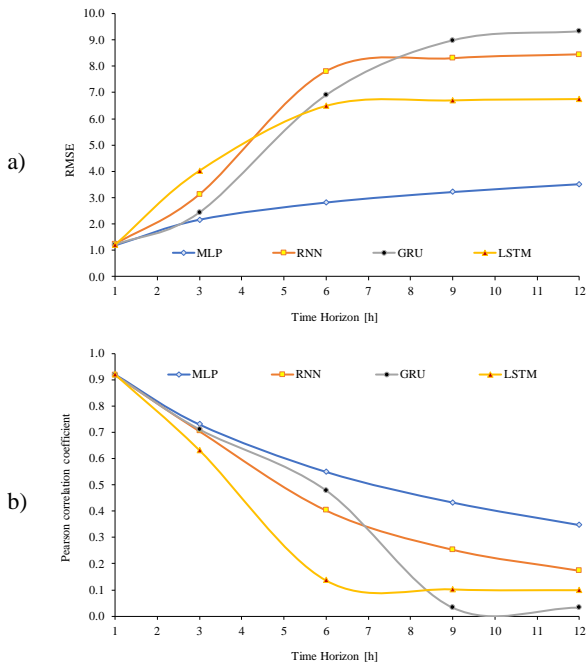 a)
RMSE
10.0
9.0
8.0
7.0
6.0
5.0
4.0
3.0
2.0
1.0
0.0
MLP RNN GRU LSTM
1 2 3 4 5 6 7 8 9 10 11 12
Time Horizon [h]
b)
Pearson correlation coefficient
1.0
0.9
0.8
0.7
0.6
0.5
0.4
0.3
0.2
0.1
0.0
MLP RNN GRU LSTM
1 2 3 4 5 6 7 8 9 10 11 12
Time Horizon [h]